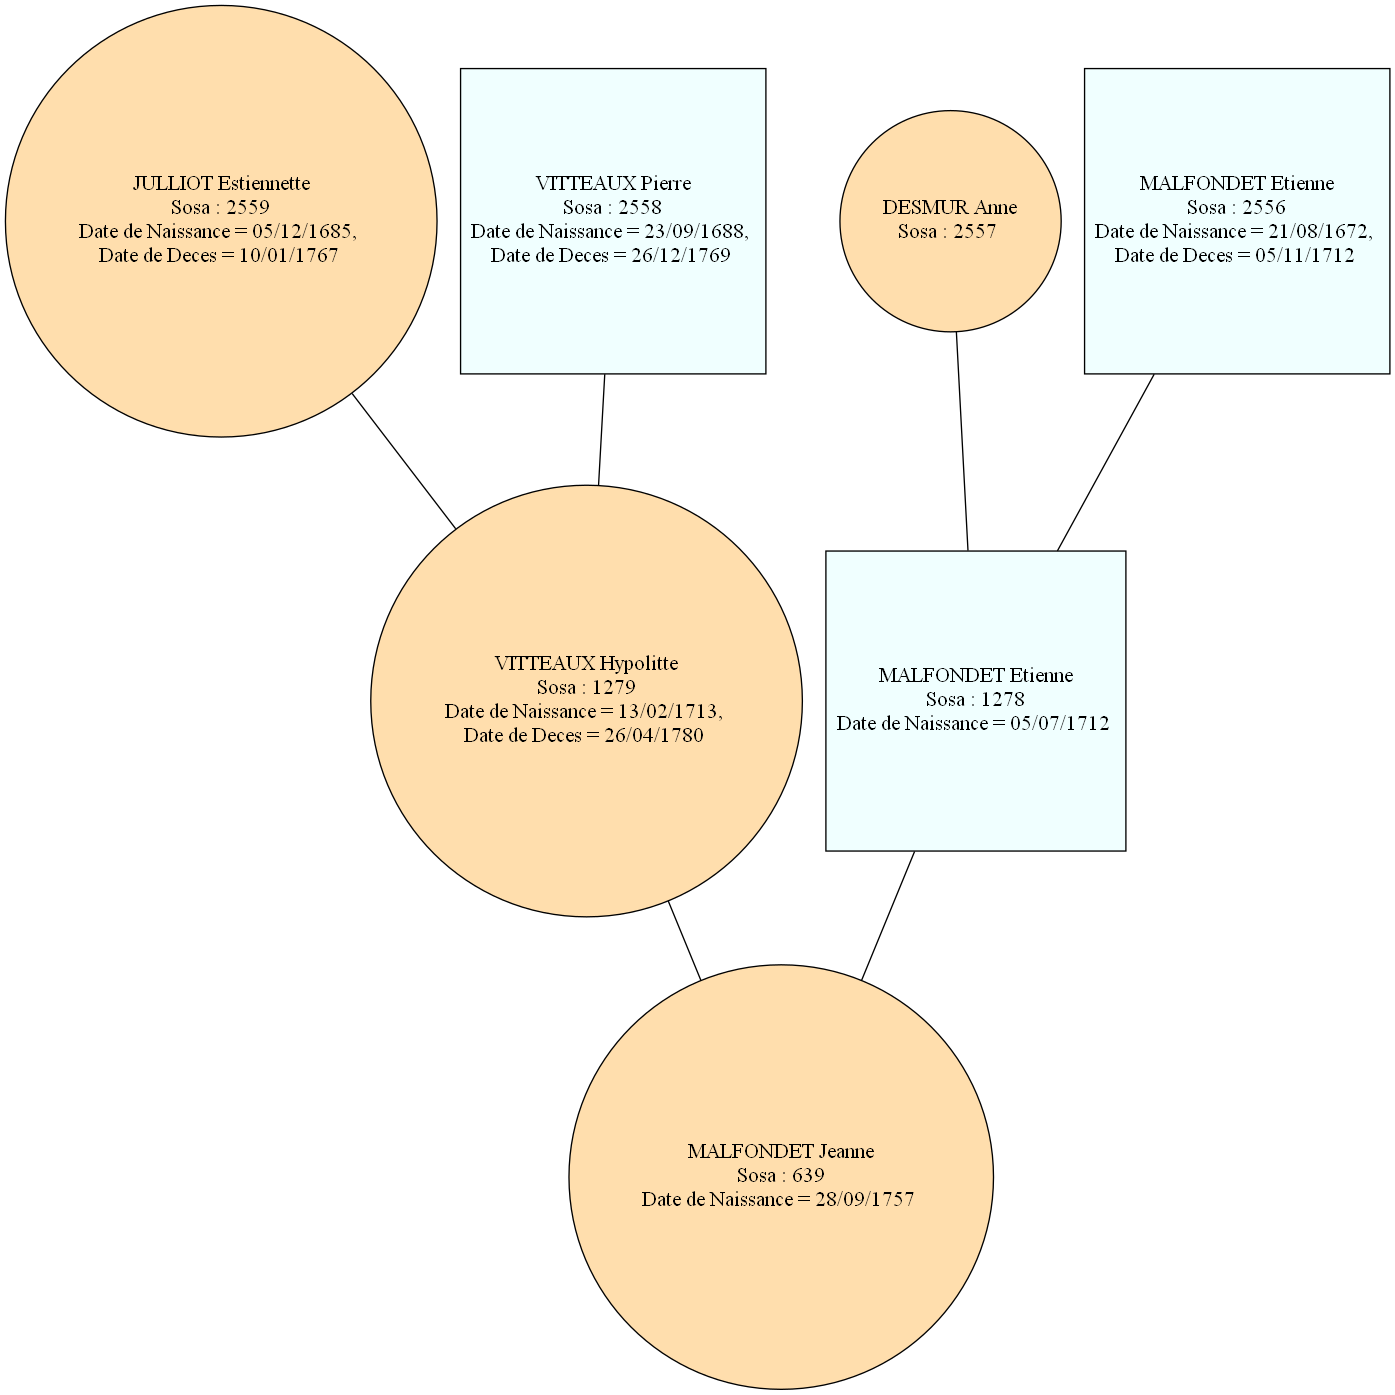 JULLIOT Estiennette
Sosa : 2559
Date de Naissance = 05/12/1685,
Date de Deces = 10/01/1767
VITTEAUX Pierre
Sosa : 2558
Date de Naissance = 23/09/1688,
Date de Deces = 26/12/1769
DESMUR Anne
Sosa : 2557
MALFONDET Etienne
Sosa : 2556
Date de Naissance = 21/08/1672,
Date de Deces = 05/11/1712
VITTEAUX Hypolitte
Sosa : 1279
Date de Naissance = 13/02/1713,
Date de Deces = 26/04/1780
MALFONDET Etienne
Sosa : 1278
Date de Naissance = 05/07/1712
MALFONDET Jeanne
Sosa : 639
Date de Naissance = 28/09/1757